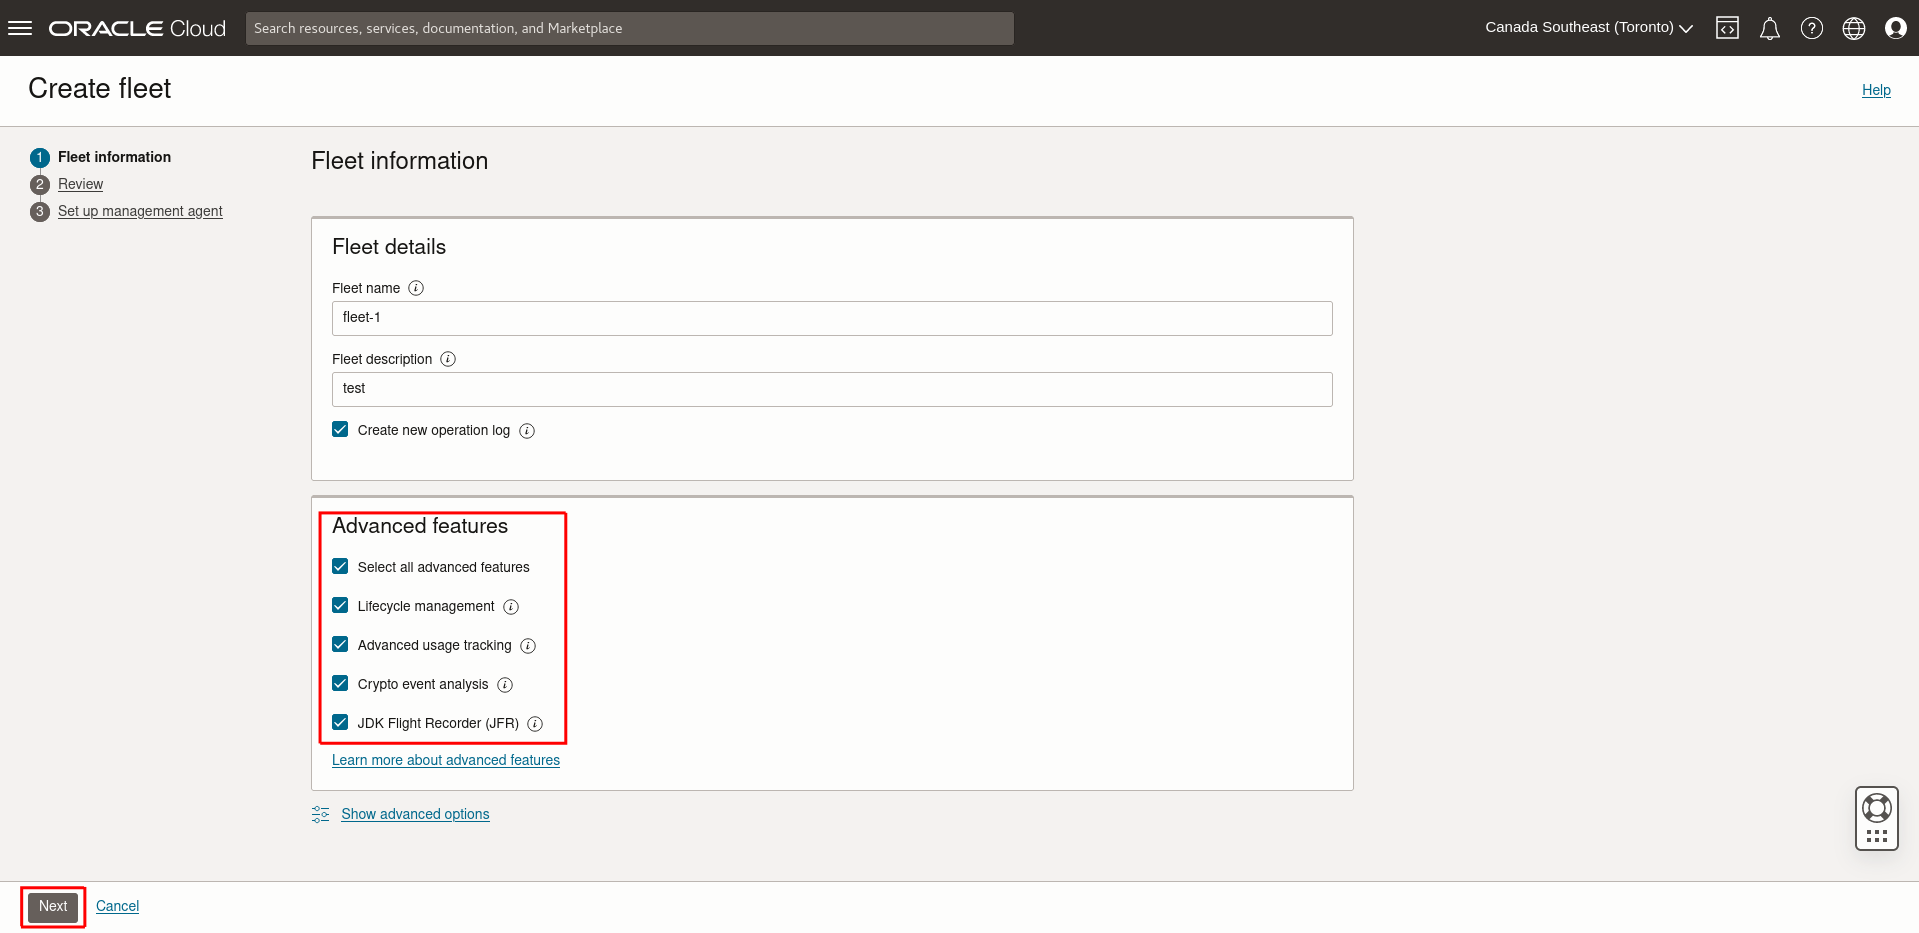 ORACLE Cloud
Search resources, services, documentation, and Marketplace
Canada Southeast (Toronto)
Create fleet
Help
1 Fleet information
2 Review
3 Set up management agent
Fleet information
Fleet details
Fleet name
fleet-1
Fleet description
test
Create new operation log
Advanced features
Select all advanced features
Lifecycle management
Advanced usage tracking
Crypto event analysis
JDK Flight Recorder (JFR)
Learn more about advanced features
Show advanced options
Next Cancel